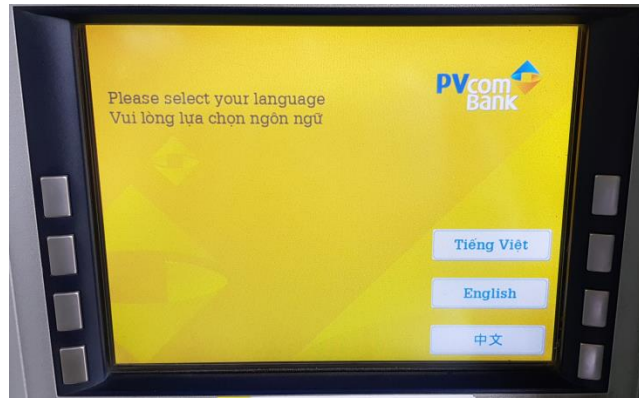 PVcom
Bank
Please select your language
Vui lòng lựa chọn ngôn ngữ
Tiếng Việt
English
中文